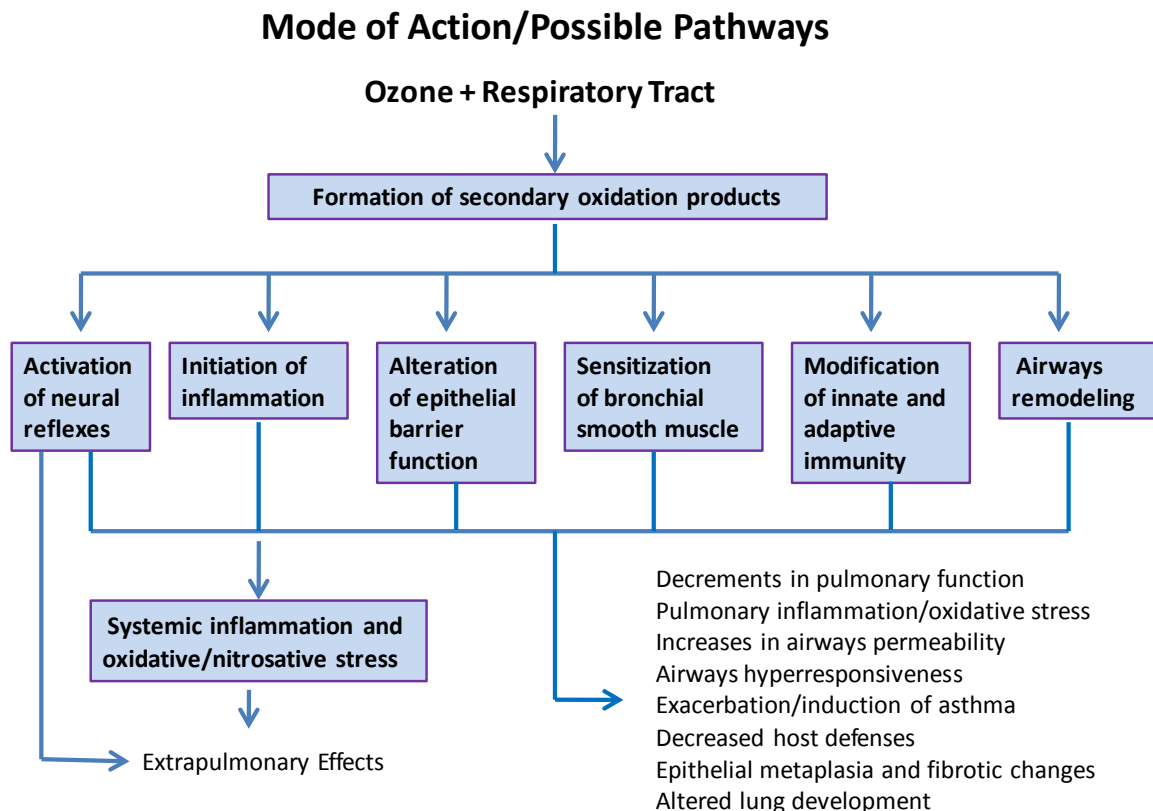 Mode of Action/Possible Pathways
Ozone + Respiratory Tract
Formation of secondary oxidation products
Activation
of neural
reflexes
Initiation of
inflammation
Alteration
of epithelial
barrier
function
Sensitization
of bronchial
smooth muscle
Modification
of innate and
adaptive
immunity
Airways
remodeling
Systemic inflammation and
oxidative/nitrosative stress
Extrapulmonary Effects
Decrements in pulmonary function
Pulmonary inflammation/oxidative stress
Increases in airways permeability
Airways hyperresponsiveness
Exacerbation/induction of asthma
Decreased host defenses
Epithelial metaplasia and fibrotic changes
Altered lung development